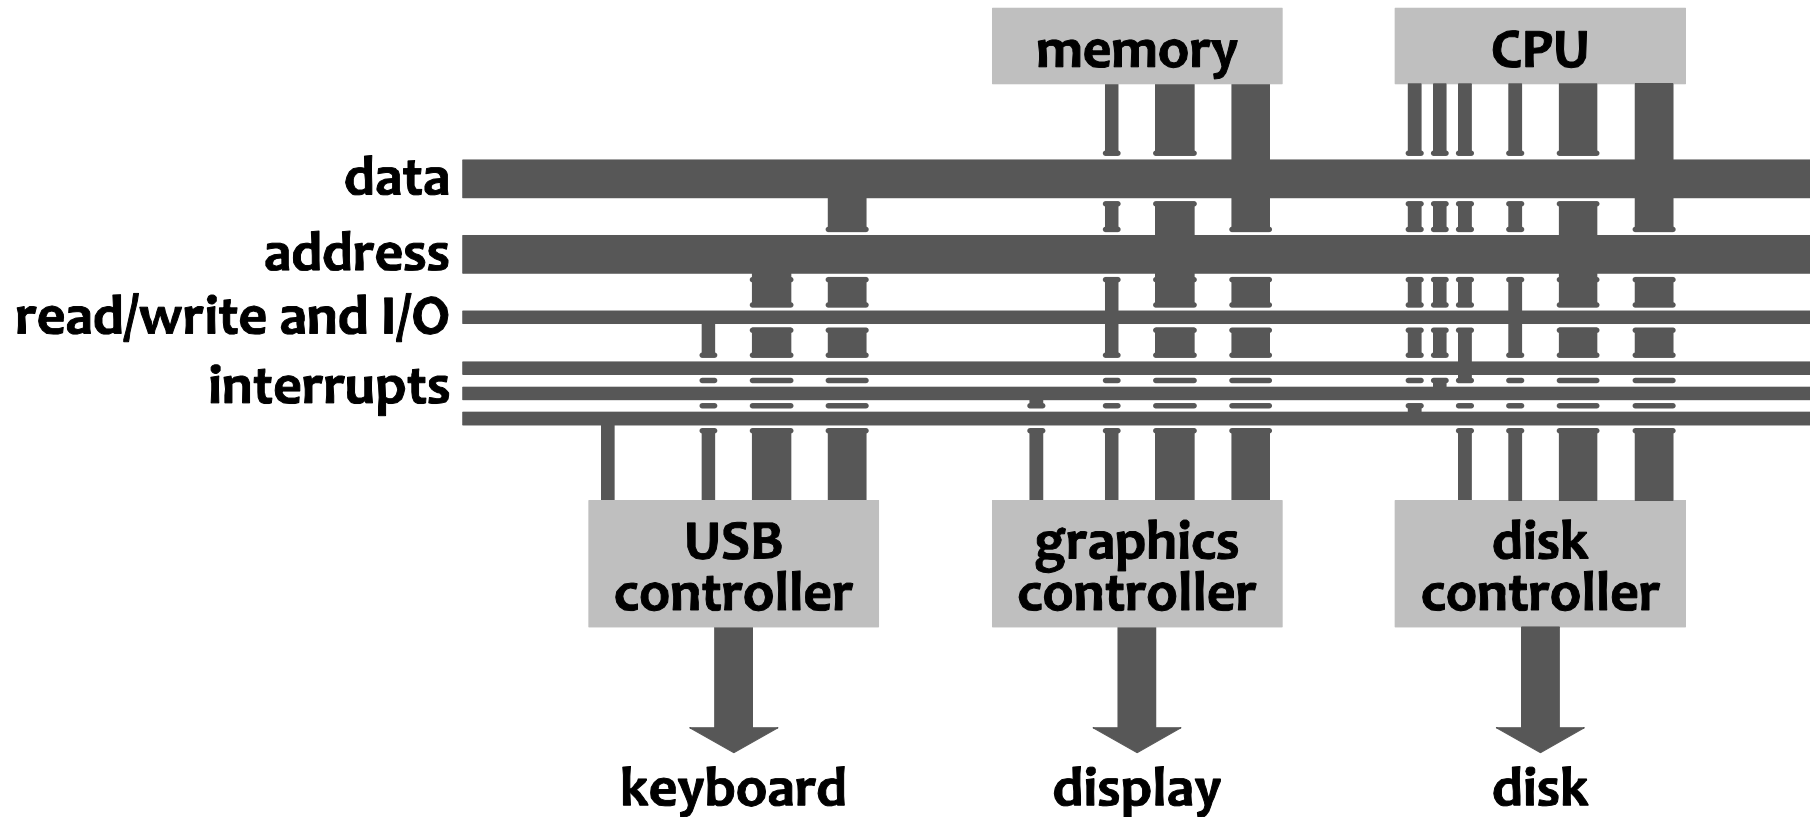 memory
CPU
data
address
read/write and I/O
interrupts
USB
controller
graphics
controller
disk
controller
keyboard
display
disk